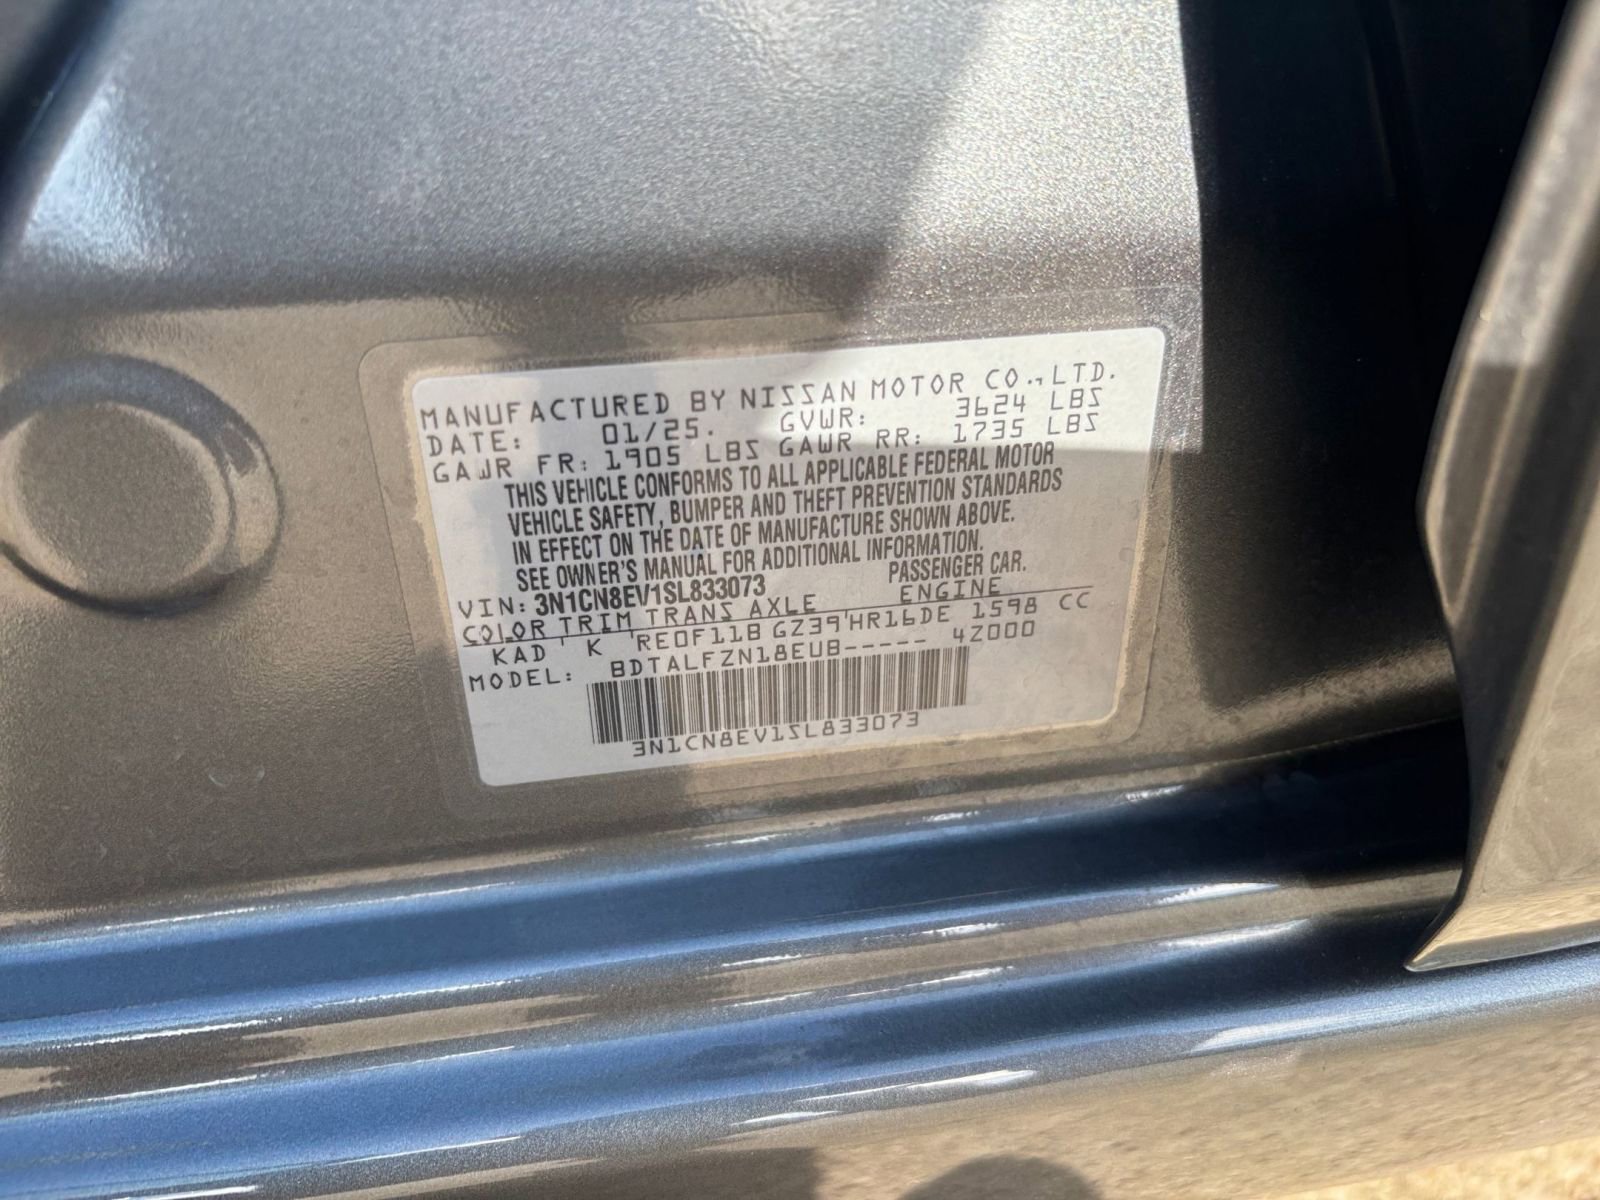 MANUFACTURED BY NISSAN MOTOR CO.,LTD.
DATE: 01/25. GVWR: 3624 LBS
GAWR FR: 1905 LBS GAWR RR: 1735 LBS
THIS VEHICLE CONFORMS TO ALL APPLICABLE FEDERAL MOTOR
VEHICLE SAFETY, BUMPER AND THEFT PREVENTION STANDARDS
IN EFFECT ON THE DATE OF MANUFACTURE SHOWN ABOVE.
SEE OWNER'S MANUAL FOR ADDITIONAL INFORMATION.
VIN: 3N1CN8EV1SL833073 PASSENGER CAR.
COLOR TRIM TRANS AXLE ENGINE
KAD K RE0F11B GZ39 HR16DE 1598 CC
MODEL: BDTALFZN18EUB----- 4Z000
3N1CN8EV1SL833073